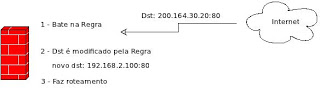 Dst: 200.164.30.20:80
Internet
1 - Bate na Regra
2 - Dst é modificado pela Regra
novo dst: 192.168.2.100:80
3 - Faz roteamento